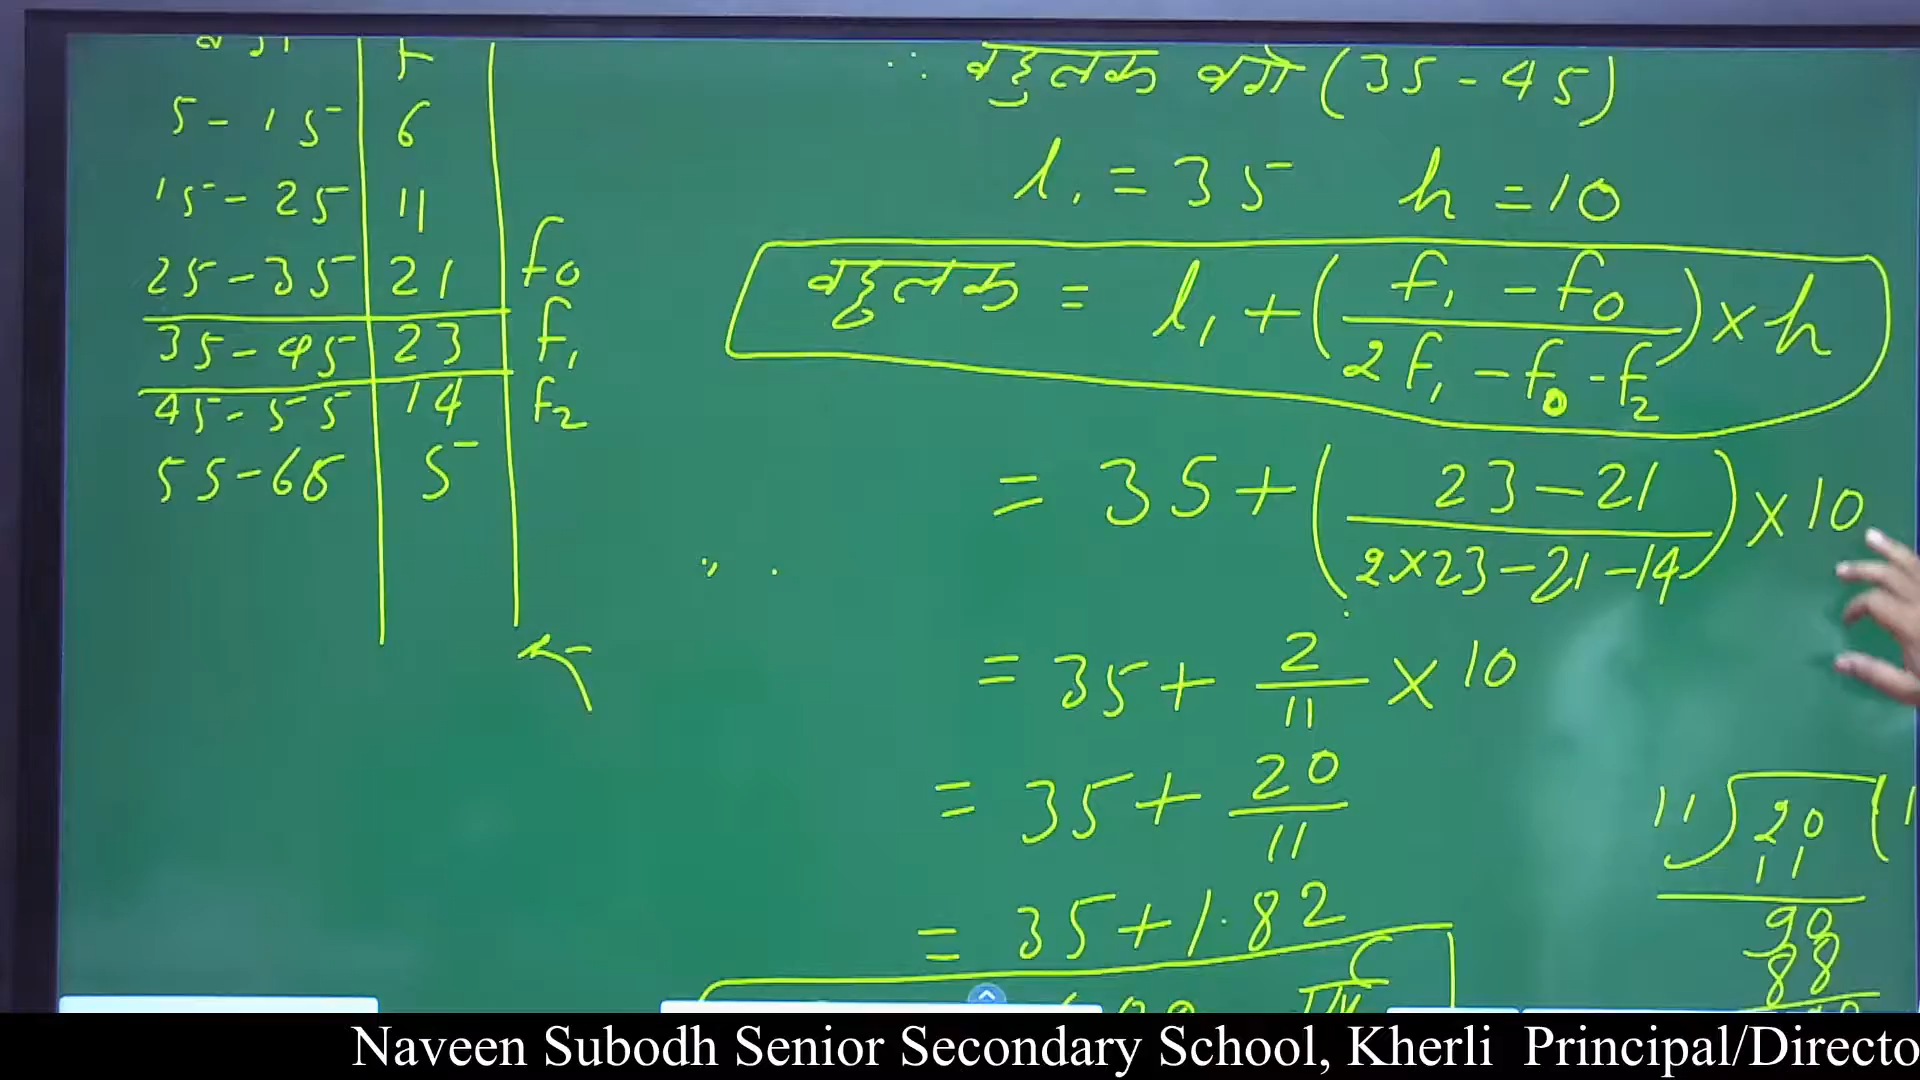 5-15 6
15-25 11
25-35 21 f0
35-45 23 f1
45-55 14 f2
55-65 5
∴ बहुलक वर्ग (35-45)
l1 = 35 h = 10
बहुलक = l1 + (f1 - f0 / 2f1 - f0 - f2) × h
= 35 + (23-21 / 2×23-21-14) × 10
= 35 + 2/11 × 10
= 35 + 20/11
= 35 + 1.82
11) 20 (1
11
90
88
Naveen Subodh Senior Secondary School, Kherli Principal/Directo